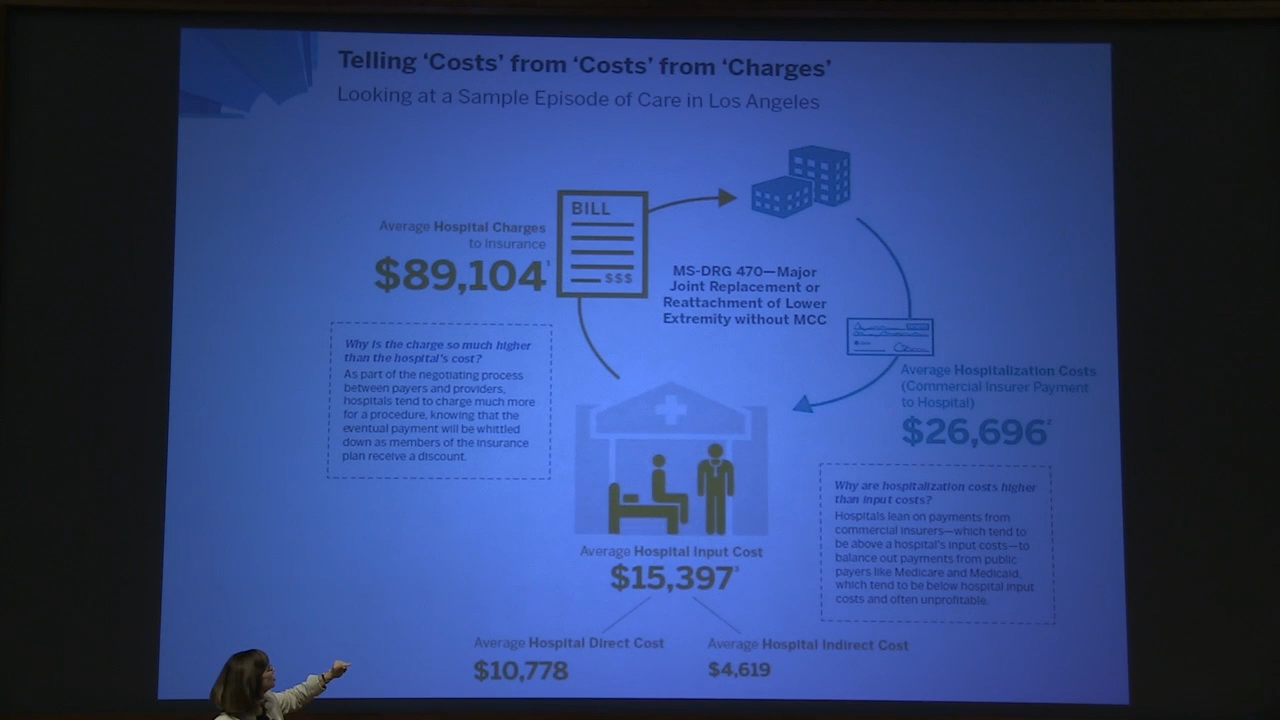 Telling ‘Costs’ from ‘Costs’ from ‘Charges’
Looking at a Sample Episode of Care in Los Angeles
BILL
$$$
Average Hospital Charges
to Insurance
$89,104¹
MS-DRG 470—Major
Joint Replacement or
Reattachment of Lower
Extremity without MCC
Why is the charge so much higher
than the hospital's cost?
As part of the negotiating process
between payers and providers,
hospitals tend to charge much more
for a procedure, knowing that the
eventual payment will be whittled
down as members of the insurance
plan receive a discount.
Average Hospitalization Costs
(Commercial Insurer Payment
to Hospital)
$26,696²
Why are hospitalization costs higher
than input costs?
Hospitals lean on payments from
commercial insurers—which tend to
be above a hospital's input costs—to
balance out payments from public
payers like Medicare and Medicaid,
which tend to be below hospital input
costs and often unprofitable.
Average Hospital Input Cost
$15,397³
Average Hospital Direct Cost
$10,778
Average Hospital Indirect Cost
$4,619